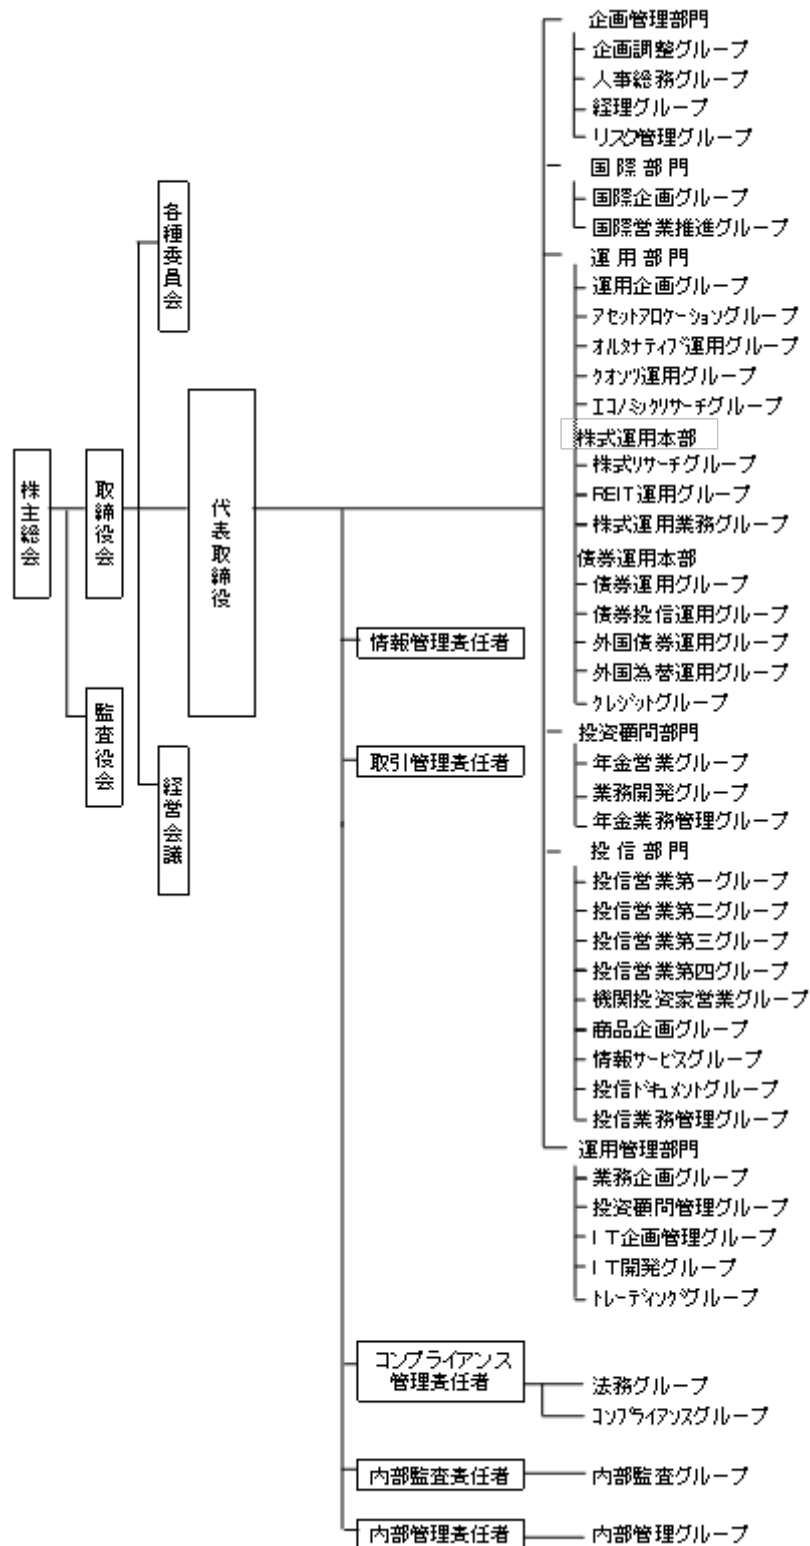 株主総会
取締役会
監査役会
各種委員会
経営会議
代表取締役
情報管理責任者
取引管理責任者
コンプライアンス
管理責任者
内部監査責任者
内部管理責任者
企画管理部門
企画調整グループ
人事総務グループ
経理グループ
リスク管理グループ
国際部門
国際企画グループ
国際営業推進グループ
運用部門
運用企画グループ
アセットアロケーショングループ
オルタナティブ運用グループ
クオンツ運用グループ
エコノミックリサーチグループ
株式運用本部
株式リサーチグループ
REIT運用グループ
株式運用業務グループ
債券運用本部
債券運用グループ
債券投信運用グループ
外国債券運用グループ
外国為替運用グループ
クレジットグループ
投資顧問部門
年金営業グループ
業務開発グループ
年金業務管理グループ
投信部門
投信営業第一グループ
投信営業第二グループ
投信営業第三グループ
投信営業第四グループ
機関投資家営業グループ
商品企画グループ
情報サービスグループ
投信ドキュメントグループ
投信業務管理グループ
運用管理部門
業務企画グループ
投資顧問管理グループ
IT企画管理グループ
IT開発グループ
トレーディンググループ
法務グループ
コンプライアンスグループ
内部監査グループ
内部管理グループ